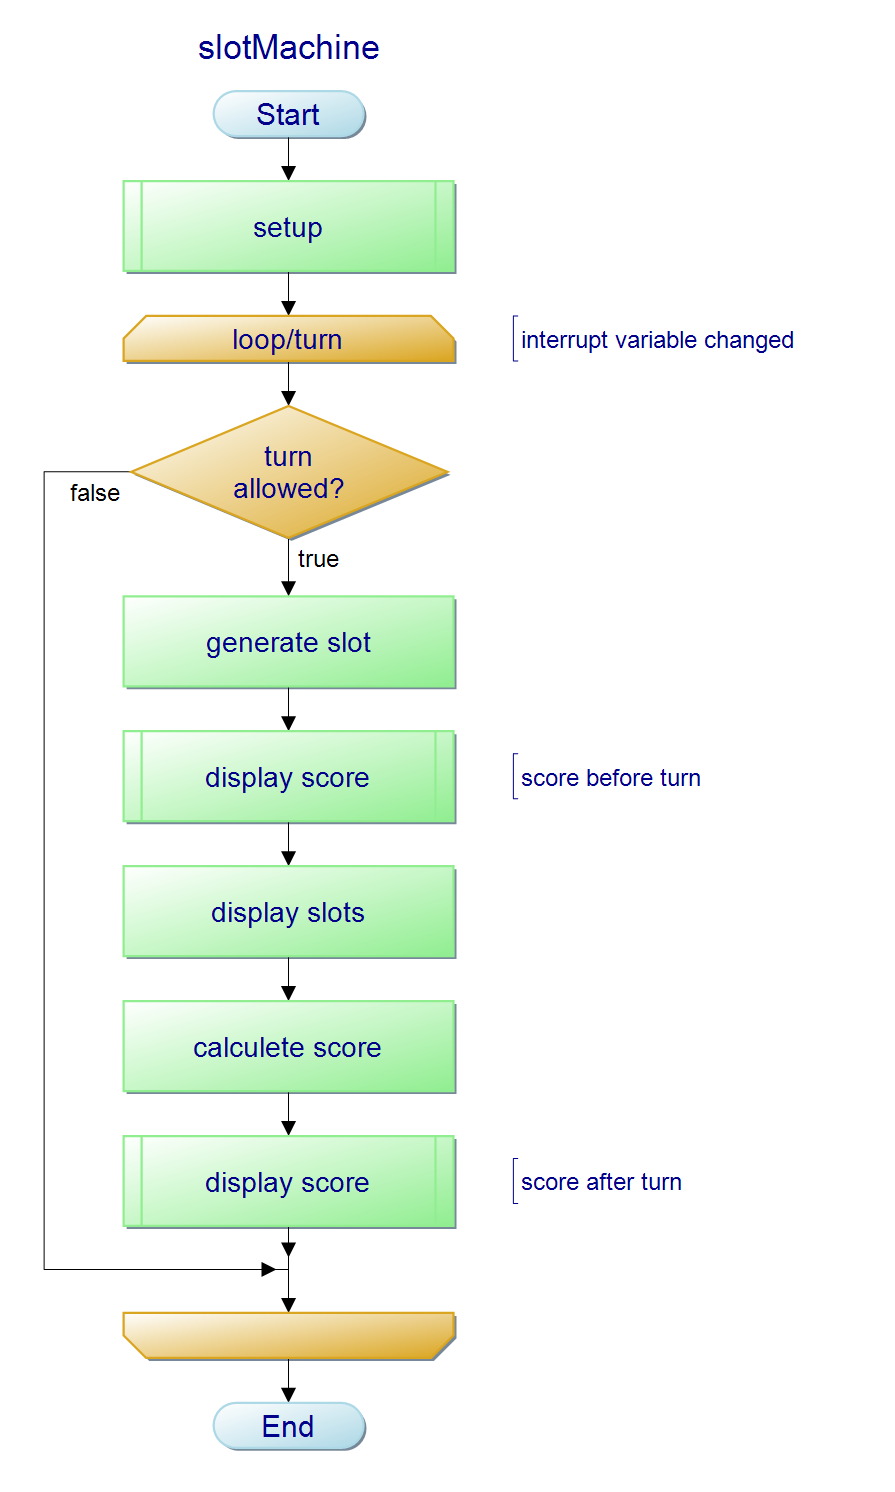 slotMachine
Start
setup
loop/turn
interrupt variable changed
turn
allowed?
false
true
generate slot
display score
score before turn
display slots
calculete score
display score
score after turn
End